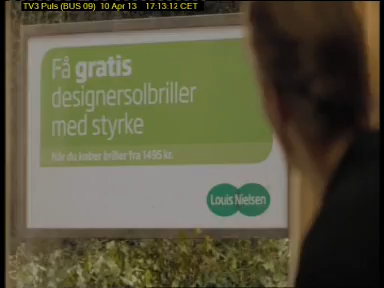 TV3 Puls (BUS 09) 10 Apr 13 17:13:12 CET
Få gratis
designersolbriller
med styrke
Når du køber briller fra 1495 kr.
Louis Nielsen